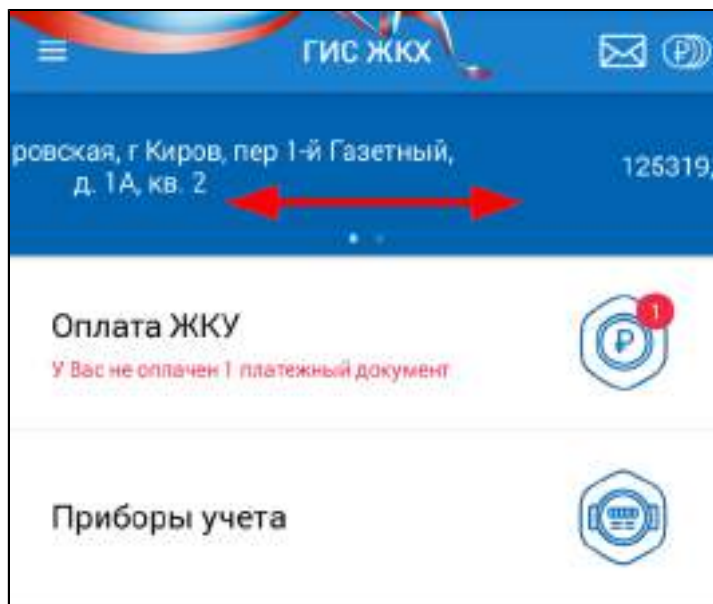 ГИС ЖКХ
ровская, г Киров, пер 1-й Газетный,
д. 1А, кв. 2
125319,
Оплата ЖКУ
1
У Вас не оплачен 1 платежный документ
Приборы учета